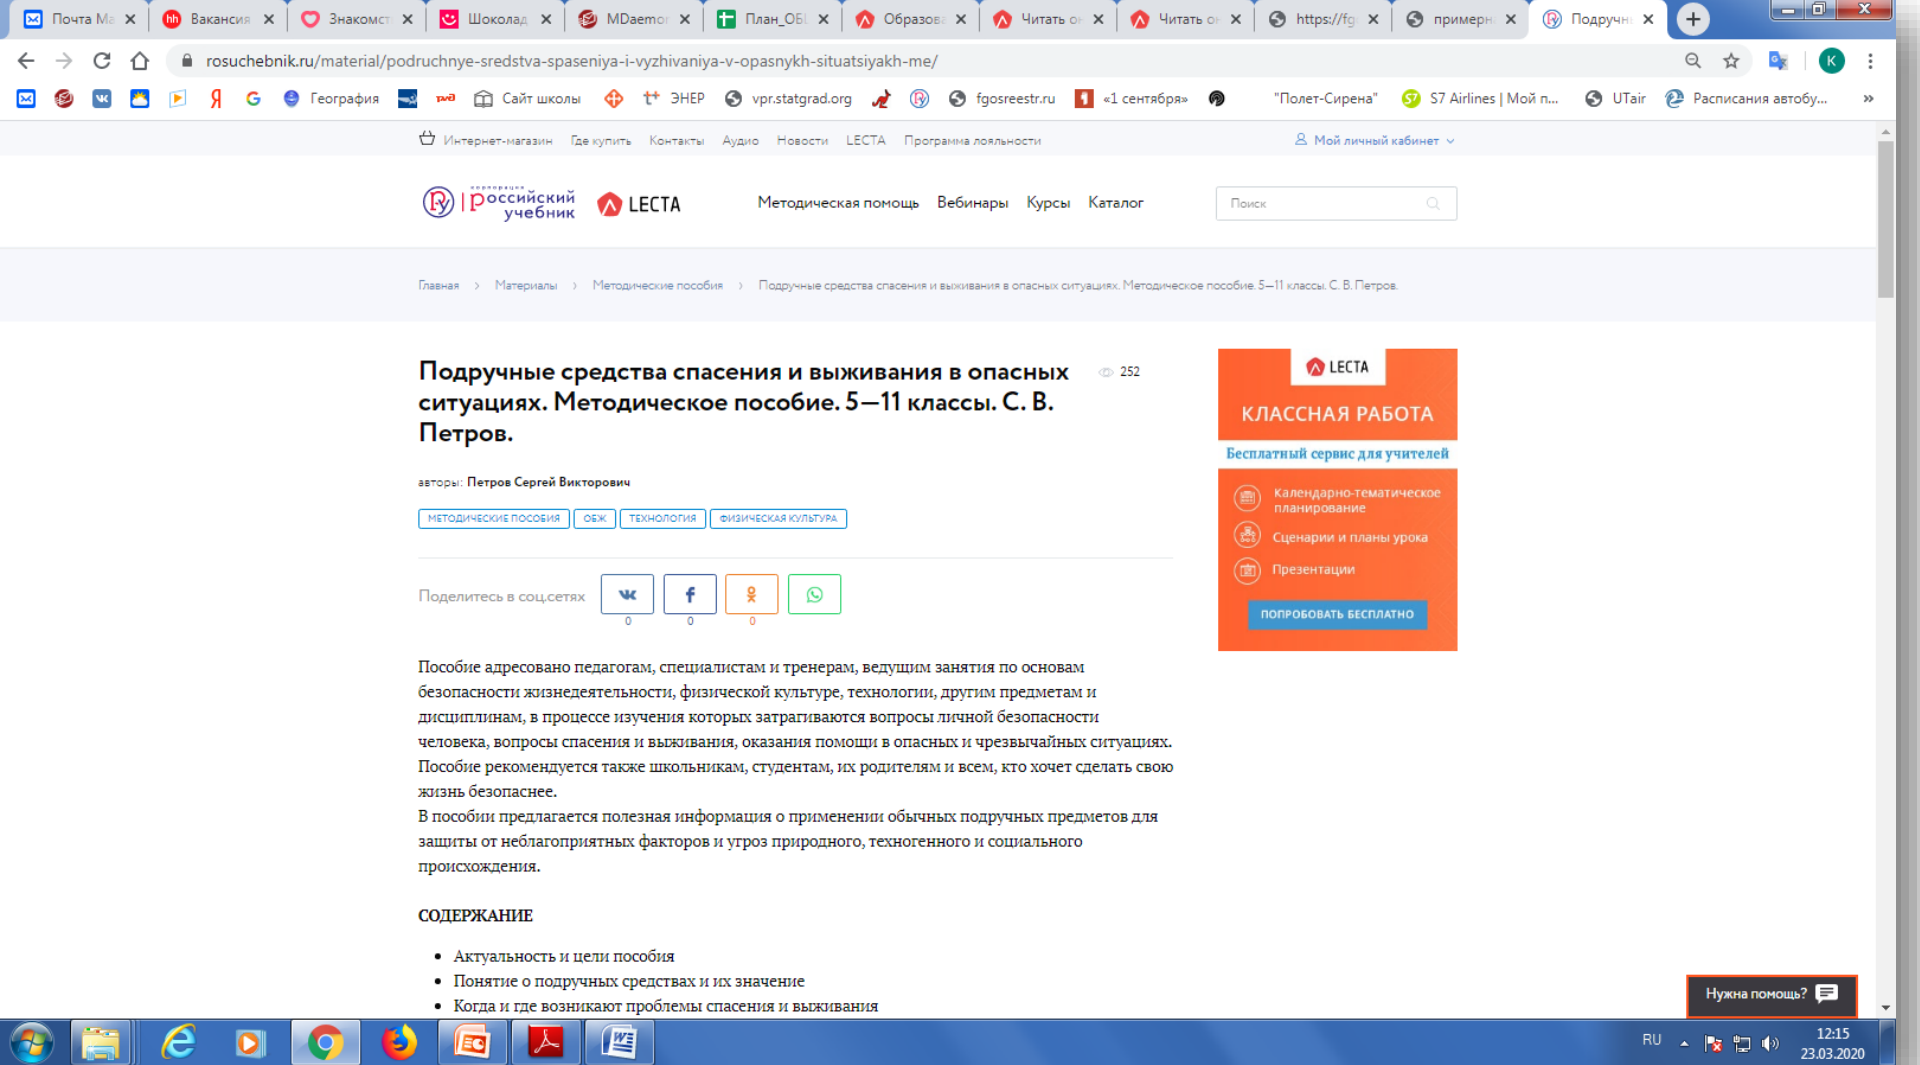 Почта Ма
Вакансия
Знакомст
Шоколад
MDaemon
План_ОБ
Образова
Читать о
Читать о
https://fg
примерн
Подручн
rosuchebnik.ru/material/podruchnye-sredstva-spaseniya-i-vyzhivaniya-v-opasnykh-situatsiyakh-me/
K
География
Сайт школы
ЭНЕР
vpr.statgrad.org
fgosreestr.ru
«1 сентября»
"Полет-Сирена"
S7 Airlines | Мой п...
UTair
Расписания автобу...
Интернет-магазин Где купить Контакты Аудио Новости LECTA Программа лояльности Мой личный кабинет
корпорация
российский
учебник
LECTA
Методическая помощь Вебинары Курсы Каталог
Поиск
Главная > Материалы > Методические пособия > Подручные средства спасения и выживания в опасных ситуациях. Методическое пособие. 5—11 классы. С. В. Петров.
Подручные средства спасения и выживания в опасных
ситуациях. Методическое пособие. 5—11 классы. С. В.
Петров.
252
авторы: Петров Сергей Викторович
МЕТОДИЧЕСКИЕ ПОСОБИЯ ОБЖ ТЕХНОЛОГИЯ ФИЗИЧЕСКАЯ КУЛЬТУРА
Поделитесь в соц.сетях
0 0 0
LECTA
КЛАССНАЯ РАБОТА
Бесплатный сервис для учителей
Календарно-тематическое
планирование
Сценарии и планы урока
Презентации
ПОПРОБОВАТЬ БЕСПЛАТНО
Пособие адресовано педагогам, специалистам и тренерам, ведущим занятия по основам
безопасности жизнедеятельности, физической культуре, технологии, другим предметам и
дисциплинам, в процессе изучения которых затрагиваются вопросы личной безопасности
человека, вопросы спасения и выживания, оказания помощи в опасных и чрезвычайных ситуациях.
Пособие рекомендуется также школьникам, студентам, их родителям и всем, кто хочет сделать свою
жизнь безопаснее.
В пособии предлагается полезная информация о применении обычных подручных предметов для
защиты от неблагоприятных факторов и угроз природного, техногенного и социального
происхождения.
СОДЕРЖАНИЕ
• Актуальность и цели пособия
• Понятие о подручных средствах и их значение
• Когда и где возникают проблемы спасения и выживания
Нужна помощь?
RU
12:15
23.03.2020